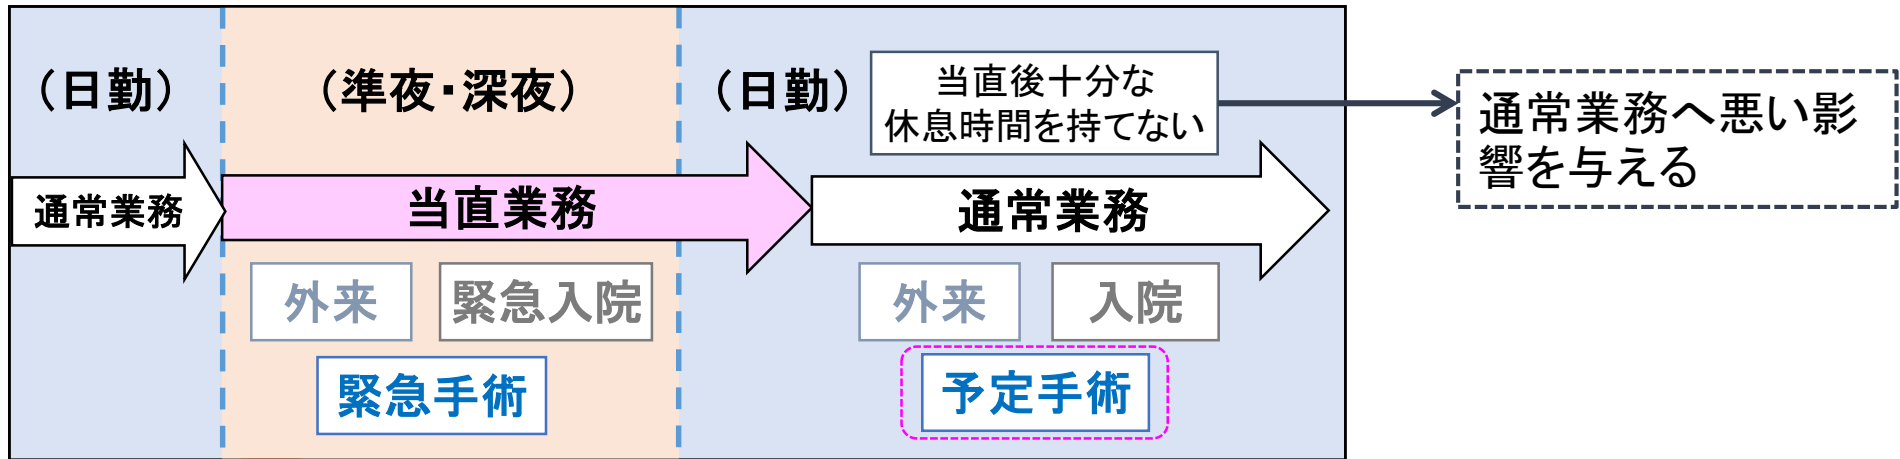 （日勤）
（準夜・深夜）
（日勤）
当直後十分な
休息時間を持てない
通常業務へ悪い影
響を与える
通常業務
当直業務
通常業務
外来
緊急入院
外来
入院
緊急手術
予定手術